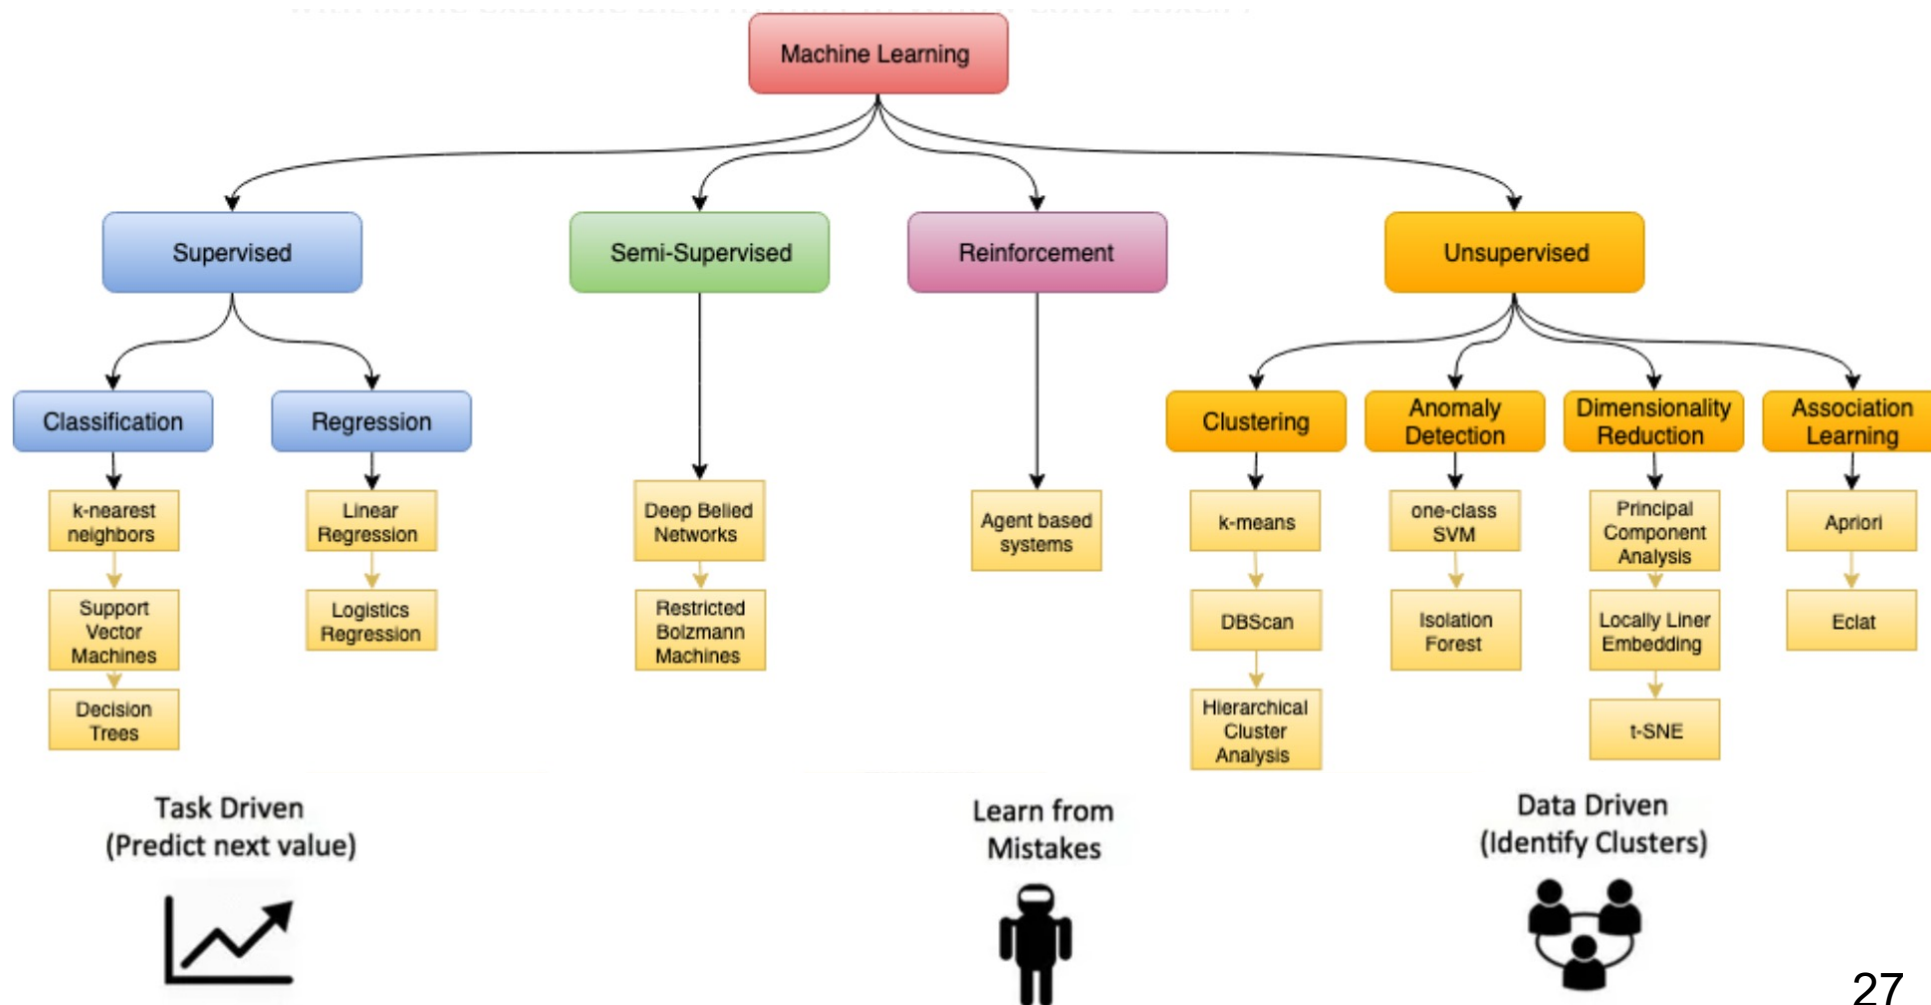 Machine Learning
Supervised
Semi-Supervised
Reinforcement
Unsupervised
Classification
Regression
Clustering
Anomaly
Detection
Dimensionality
Reduction
Association
Learning
k-nearest
neighbors
Support
Vector
Machines
Decision
Trees
Linear
Regression
Logistics
Regression
Deep Belied
Networks
Restricted
Bolzmann
Machines
Agent based
systems
k-means
DBScan
Hierarchical
Cluster
Analysis
one-class
SVM
Isolation
Forest
Principal
Component
Analysis
Locally Liner
Embedding
t-SNE
Apriori
Eclat
Task Driven
(Predict next value)
Learn from
Mistakes
Data Driven
(Identify Clusters)
27